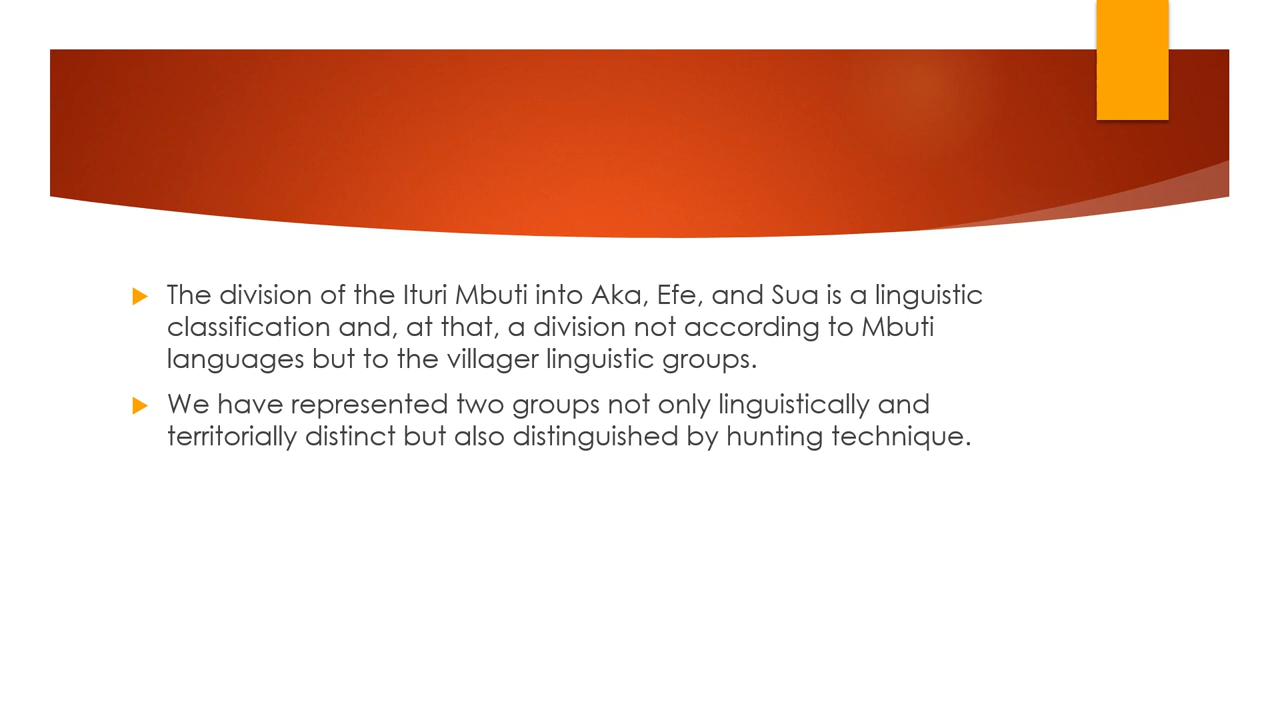 The division of the Ituri Mbuti into Aka, Efe, and Sua is a linguistic
classification and, at that, a division not according to Mbuti
languages but to the villager linguistic groups.
We have represented two groups not only linguistically and
territorially distinct but also distinguished by hunting technique.